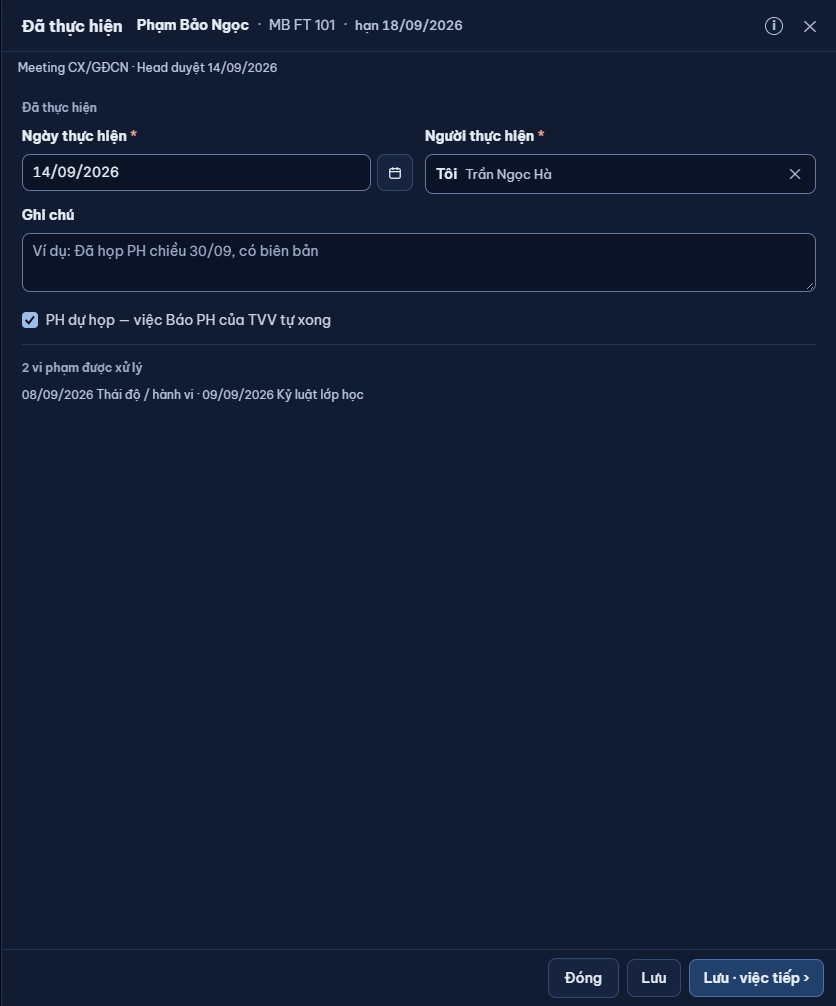 Đã thực hiện Phạm Bảo Ngọc · MB FT 101 · hạn 18/09/2026
Meeting CX/GĐCN · Head duyệt 14/09/2026
Đã thực hiện
Ngày thực hiện * Người thực hiện *
14/09/2026 Tôi Trần Ngọc Hà
Ghi chú
Ví dụ: Đã họp PH chiều 30/09, có biên bản
PH dự họp — việc Báo PH của TVV tự xong
2 vi phạm được xử lý
08/09/2026 Thái độ / hành vi · 09/09/2026 Kỷ luật lớp học
Đóng Lưu Lưu · việc tiếp ›